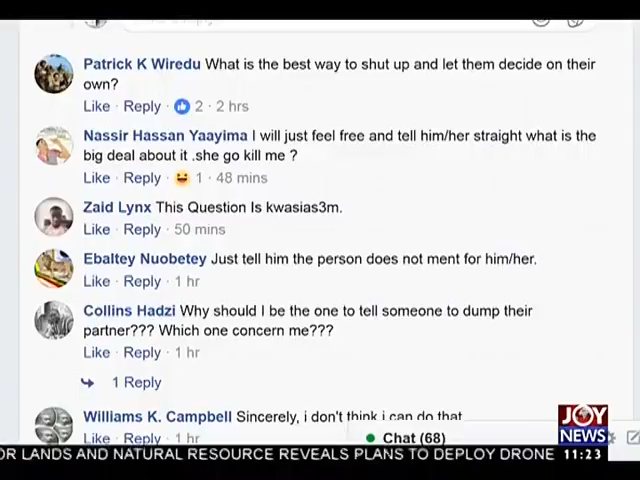 Patrick K Wiredu What is the best way to shut up and let them decide on their
own?
Like · Reply · 2 · 2 hrs
Nassir Hassan Yaayima I will just feel free and tell him/her straight what is the
big deal about it .she go kill me ?
Like · Reply · 1 · 48 mins
Zaid Lynx This Question Is kwasias3m.
Like · Reply · 50 mins
Ebaltey Nuobetey Just tell him the person does not ment for him/her.
Like · Reply · 1 hr
Collins Hadzi Why should I be the one to tell someone to dump their
partner??? Which one concern me???
Like · Reply · 1 hr
1 Reply
Williams K. Campbell Sincerely, i don't think i can do that
Like · Reply · 1 hr
Chat (68)
JOY
NEWS
OR LANDS AND NATURAL RESOURCE REVEALS PLANS TO DEPLOY DRONE
11:23